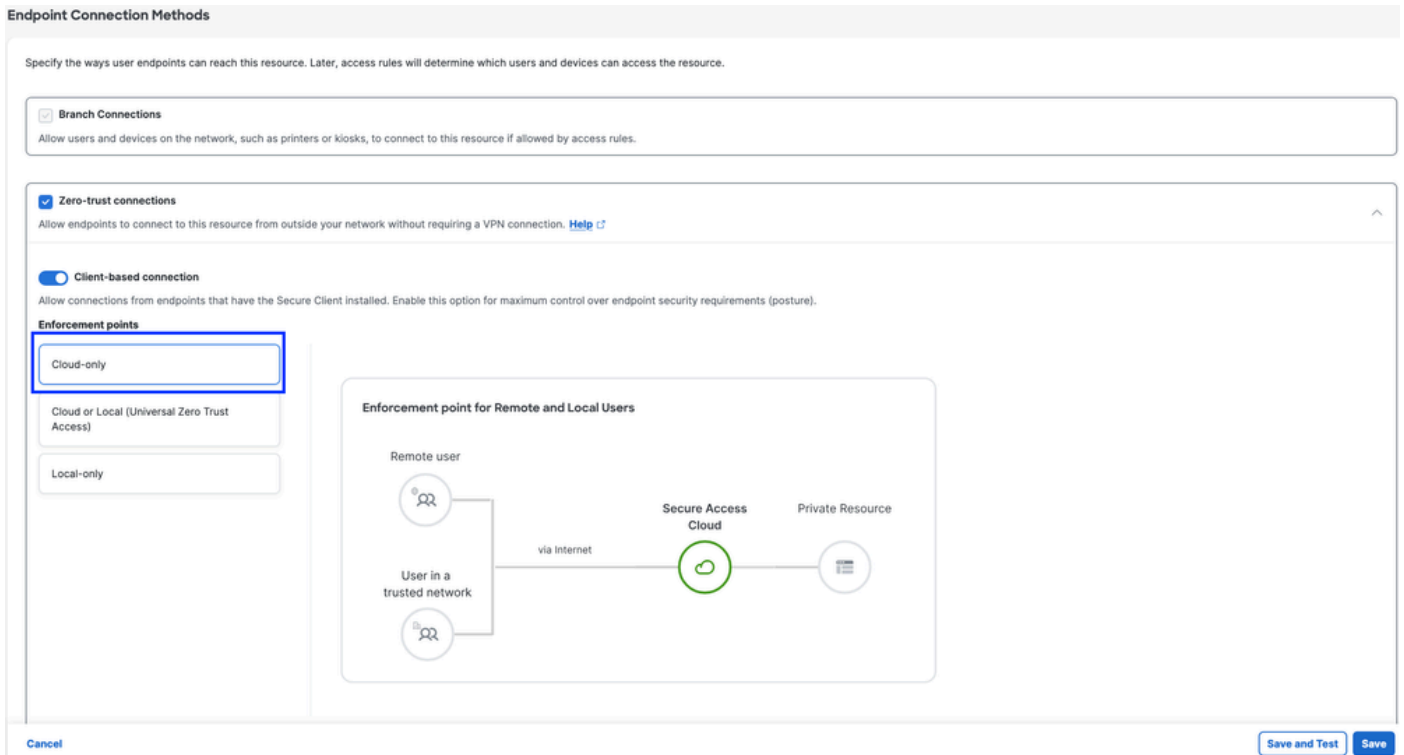 Endpoint Connection Methods
Specify the ways user endpoints can reach this resource. Later, access rules will determine which users and devices can access the resource.
Branch Connections
Allow users and devices on the network, such as printers or kiosks, to connect to this resource if allowed by access rules.
Zero-trust connections
Allow endpoints to connect to this resource from outside your network without requiring a VPN connection. Help
Client-based connection
Allow connections from endpoints that have the Secure Client installed. Enable this option for maximum control over endpoint security requirements (posture).
Enforcement points
Cloud-only
Cloud or Local (Universal Zero Trust
Access)
Local-only
Enforcement point for Remote and Local Users
Remote user
User in a
trusted network
via Internet
Secure Access
Cloud
Private Resource
Cancel
Save and Test
Save